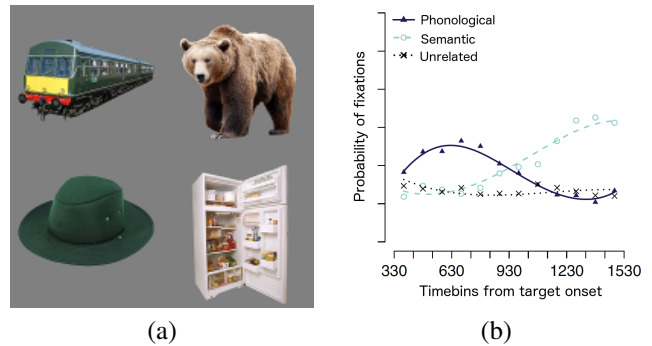 Phonological
Semantic
Unrelated
Probability of fixations
330 630 930 1230 1530
Timebins from target onset
(a) (b)